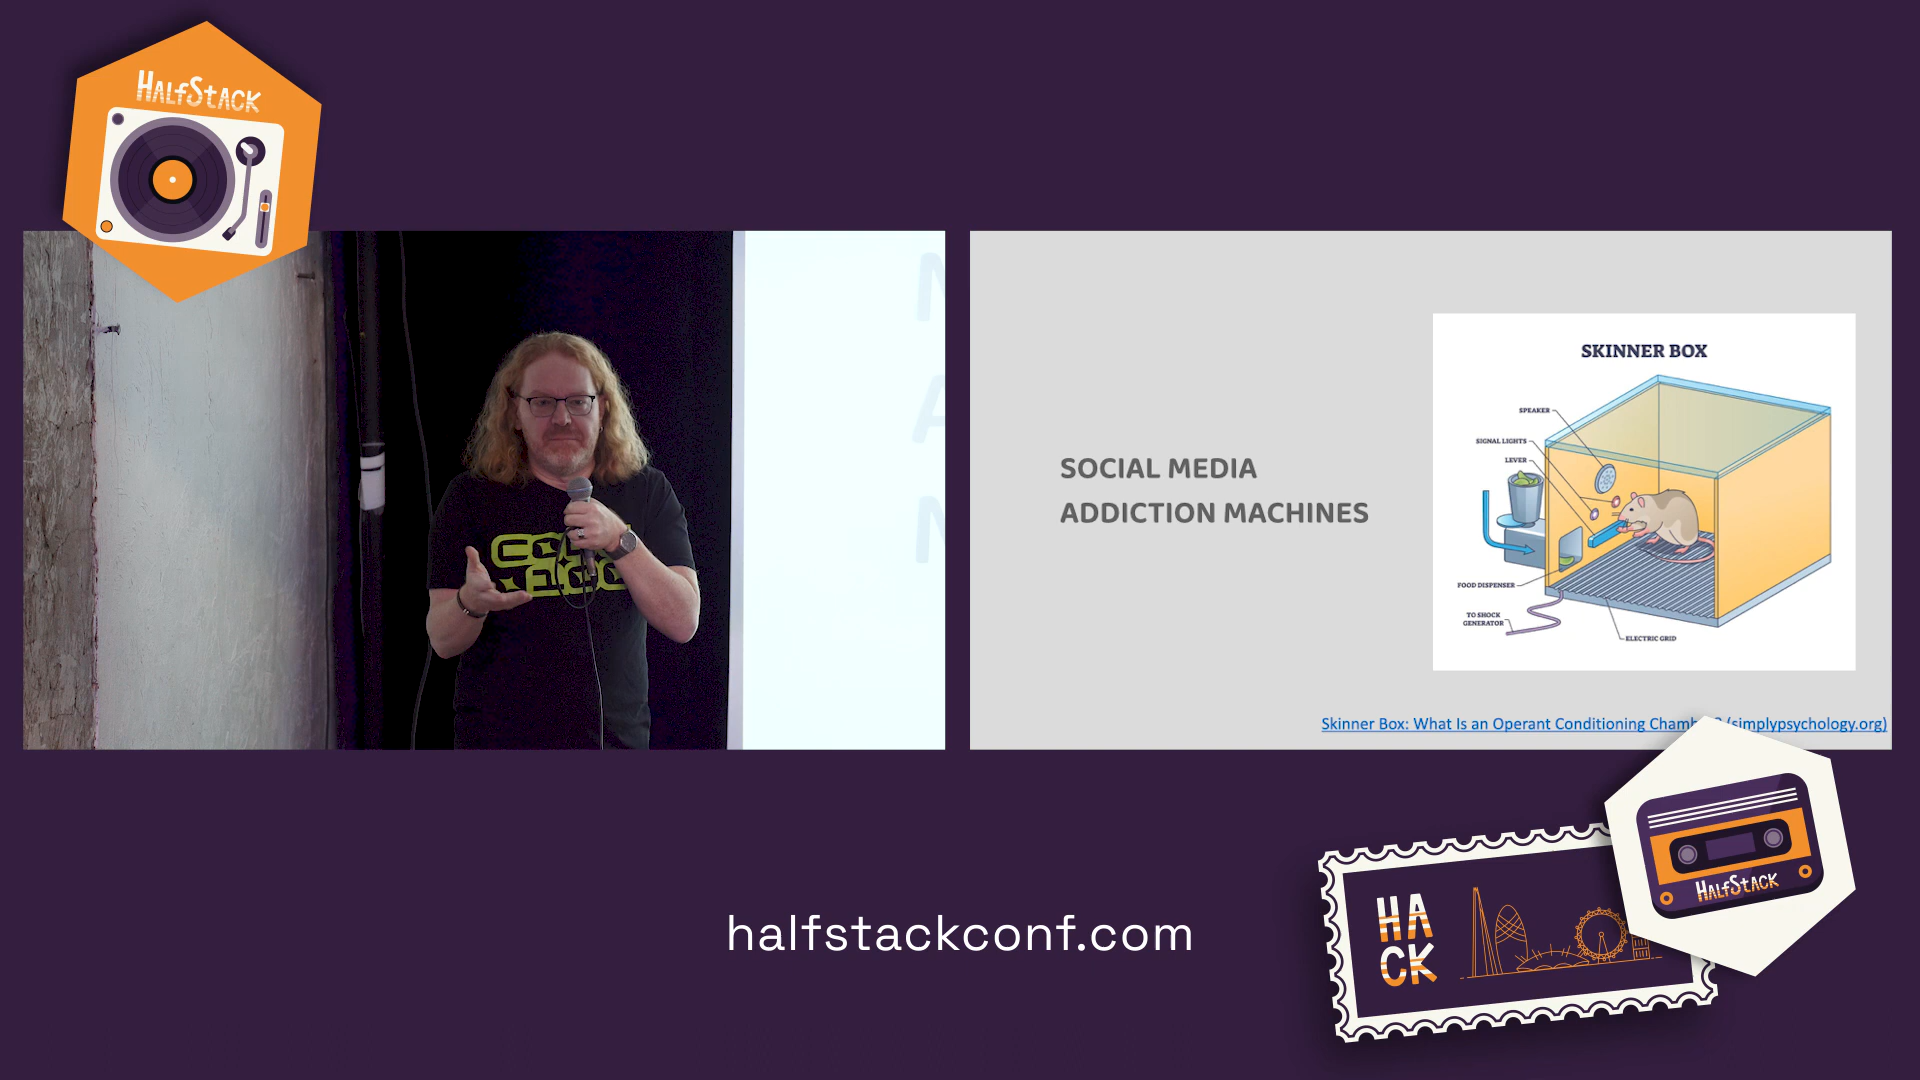 HALFSTACK
SOCIAL MEDIA
ADDICTION MACHINES
SKINNER BOX
SPEAKER
SIGNAL LIGHTS
LEVER
FOOD DISPENSER
TO SHOCK
GENERATOR
ELECTRIC GRID
Skinner Box: What Is an Operant Conditioning (simplypsychology.org)
halfstackconf.com
HA
CK
HALFSTACK